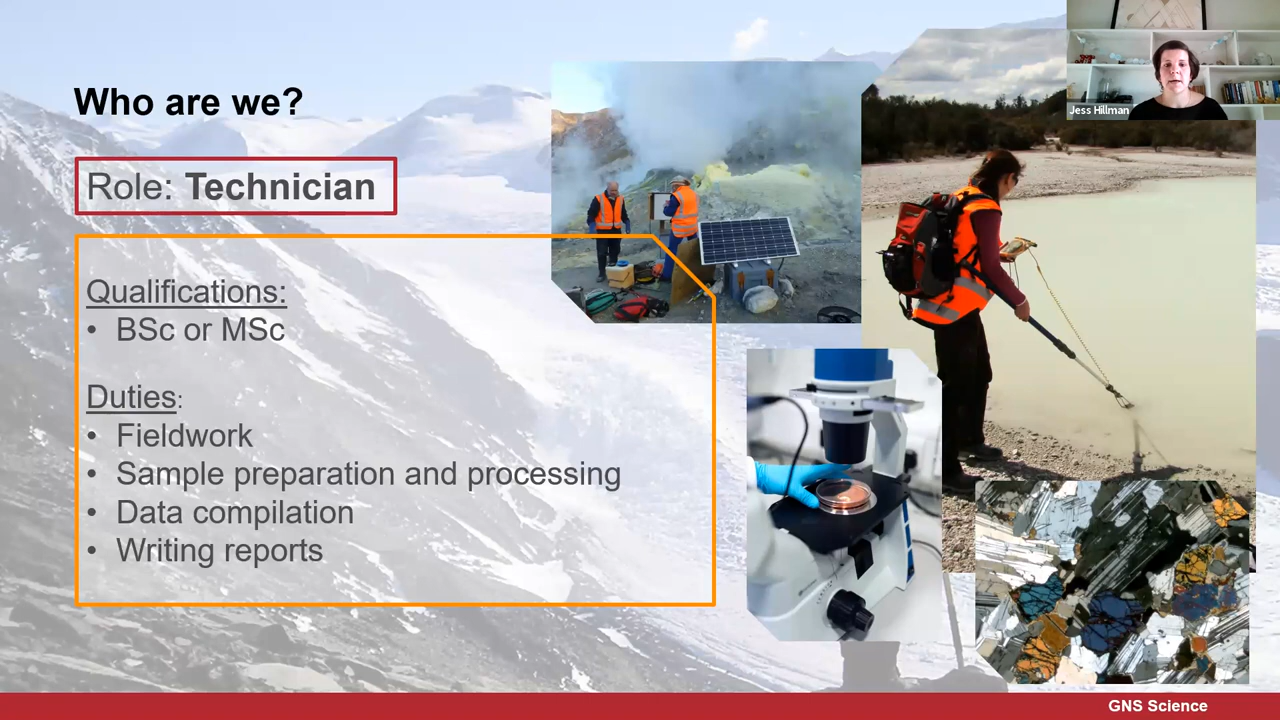 Who are we?
Role: Technician
Qualifications:
• BSc or MSc
Duties:
• Fieldwork
• Sample preparation and processing
• Data compilation
• Writing reports
Jess Hillman
GNS Science